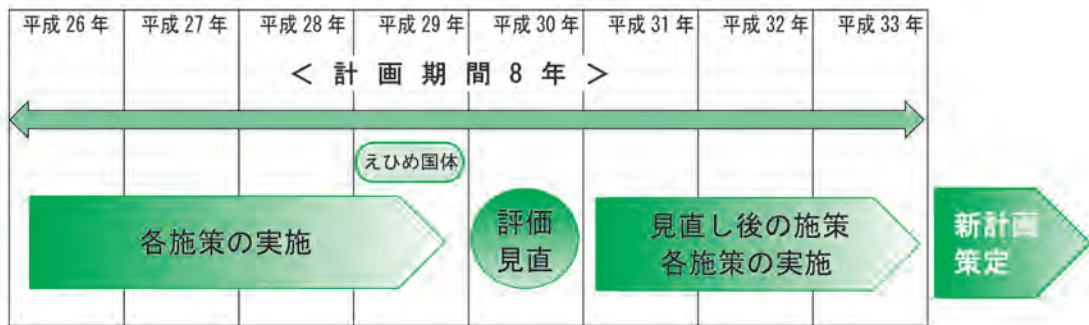 平成26年 平成27年 平成28年 平成29年 平成30年 平成31年 平成32年 平成33年
＜計画期間8年＞
えひめ国体
各施策の実施
評価
見直
見直し後の施策
各施策の実施
新計画
策定